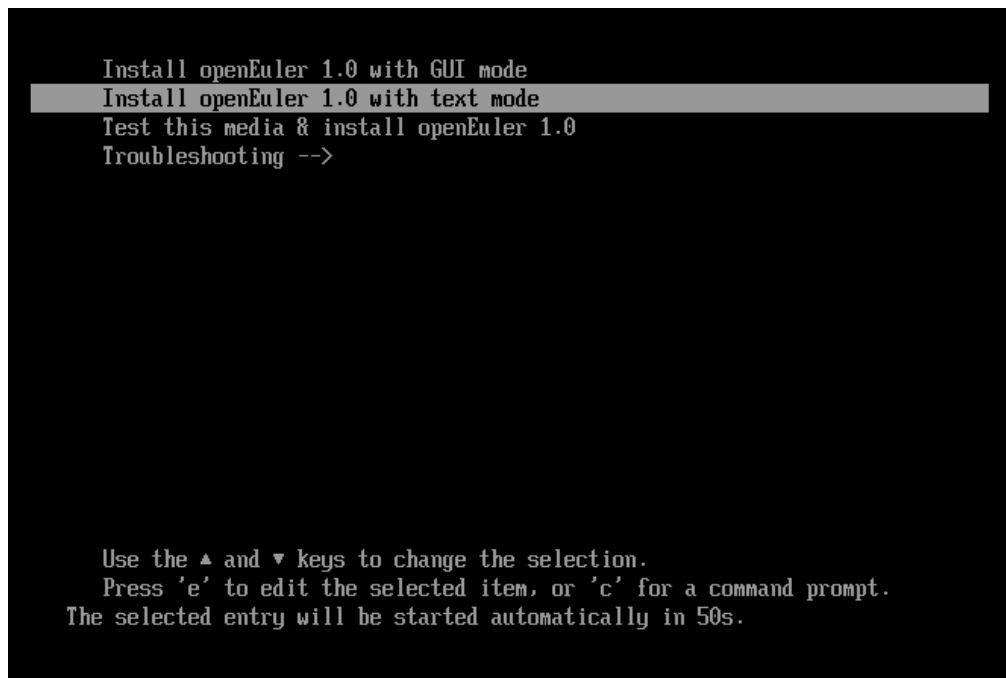 Install openEuler 1.0 with GUI mode
Install openEuler 1.0 with text mode
Test this media & install openEuler 1.0
Troubleshooting -->
Use the ▲ and ▼ keys to change the selection.
Press 'e' to edit the selected item, or 'c' for a command prompt.
The selected entry will be started automatically in 50s.